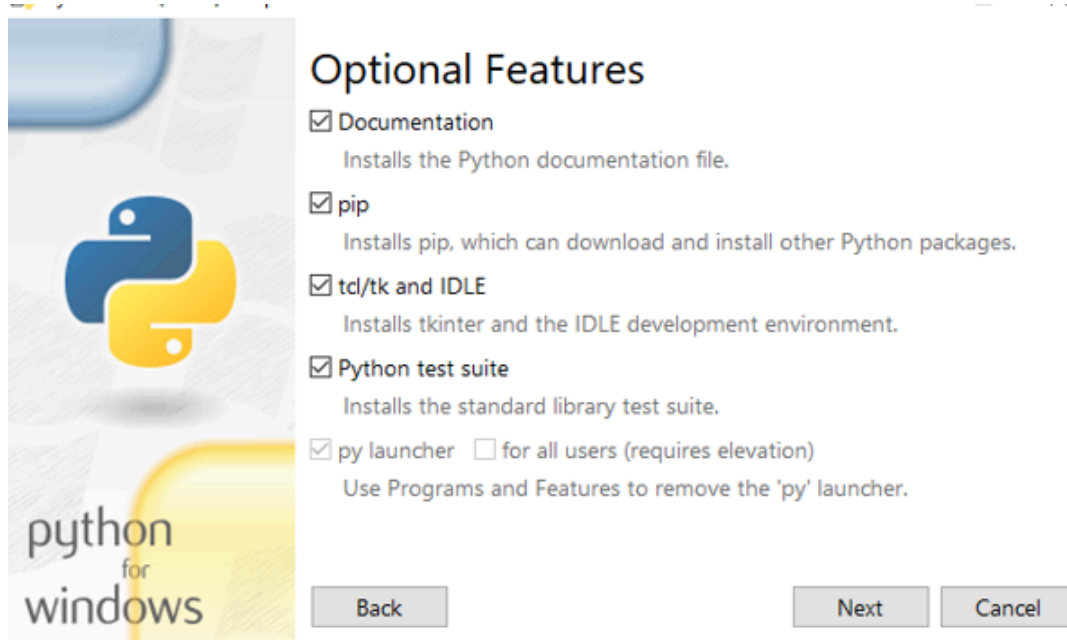 Optional Features
Documentation
Installs the Python documentation file.
pip
Installs pip, which can download and install other Python packages.
tcl/tk and IDLE
Installs tkinter and the IDLE development environment.
Python test suite
Installs the standard library test suite.
py launcher for all users (requires elevation)
Use Programs and Features to remove the 'py' launcher.
python
for
windows
Back Next Cancel